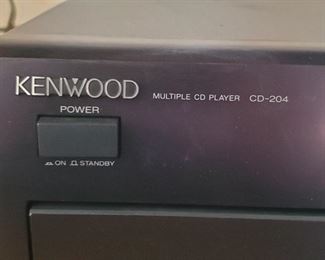 KENWOOD MULTIPLE CD PLAYER CD-204
POWER
ON STANDBY